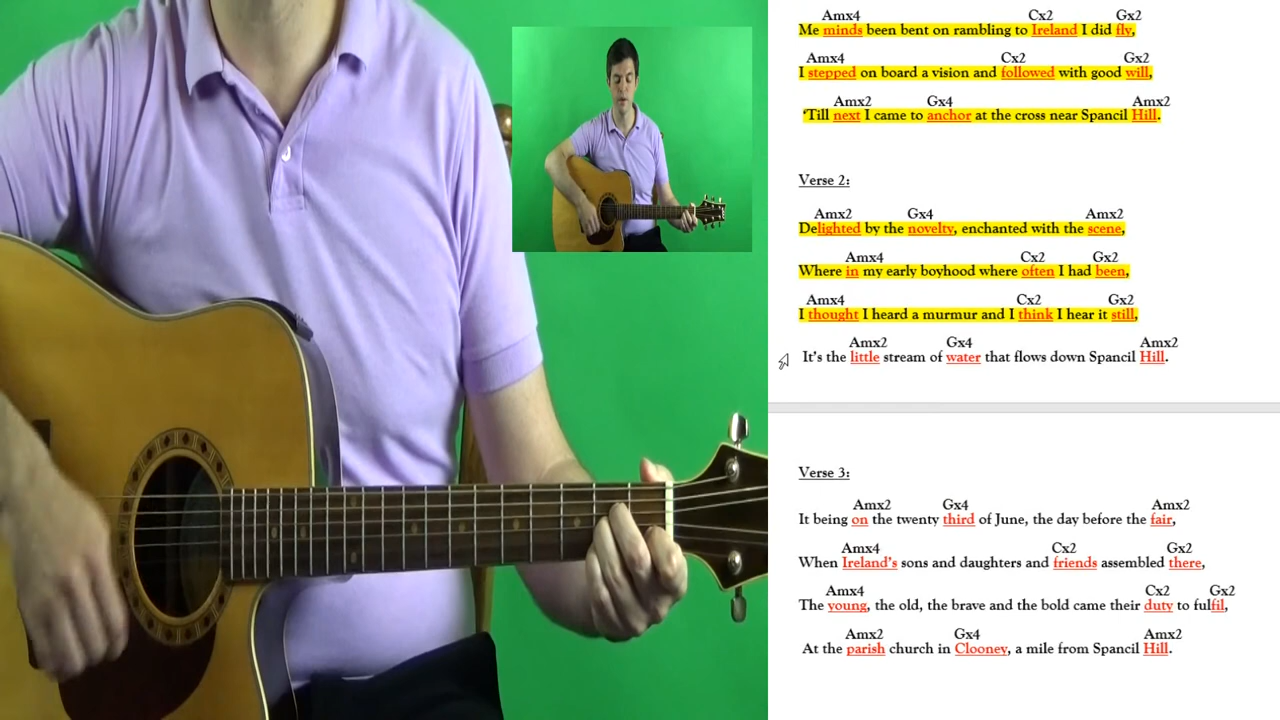 Amx4 Cx2 Gx2
Me minds been bent on rambling to Ireland I did fly,
Amx4 Cx2 Gx2
I stepped on board a vision and followed with good will,
Amx2 Gx4 Amx2
‘Till next I came to anchor at the cross near Spancil Hill.
Verse 2:
Amx2 Gx4 Amx2
Delighted by the novelty, enchanted with the scene,
Amx4 Cx2 Gx2
Where in my early boyhood where often I had been,
Amx4 Cx2 Gx2
I thought I heard a murmur and I think I hear it still,
Amx2 Gx4 Amx2
It’s the little stream of water that flows down Spancil Hill.
Verse 3:
Amx2 Gx4 Amx2
It being on the twenty third of June, the day before the fair,
Amx4 Cx2 Gx2
When Ireland’s sons and daughters and friends assembled there,
Amx4 Cx2 Gx2
The young, the old, the brave and the bold came their duty to fulfil,
Amx2 Gx4 Amx2
At the parish church in Clooney, a mile from Spancil Hill.